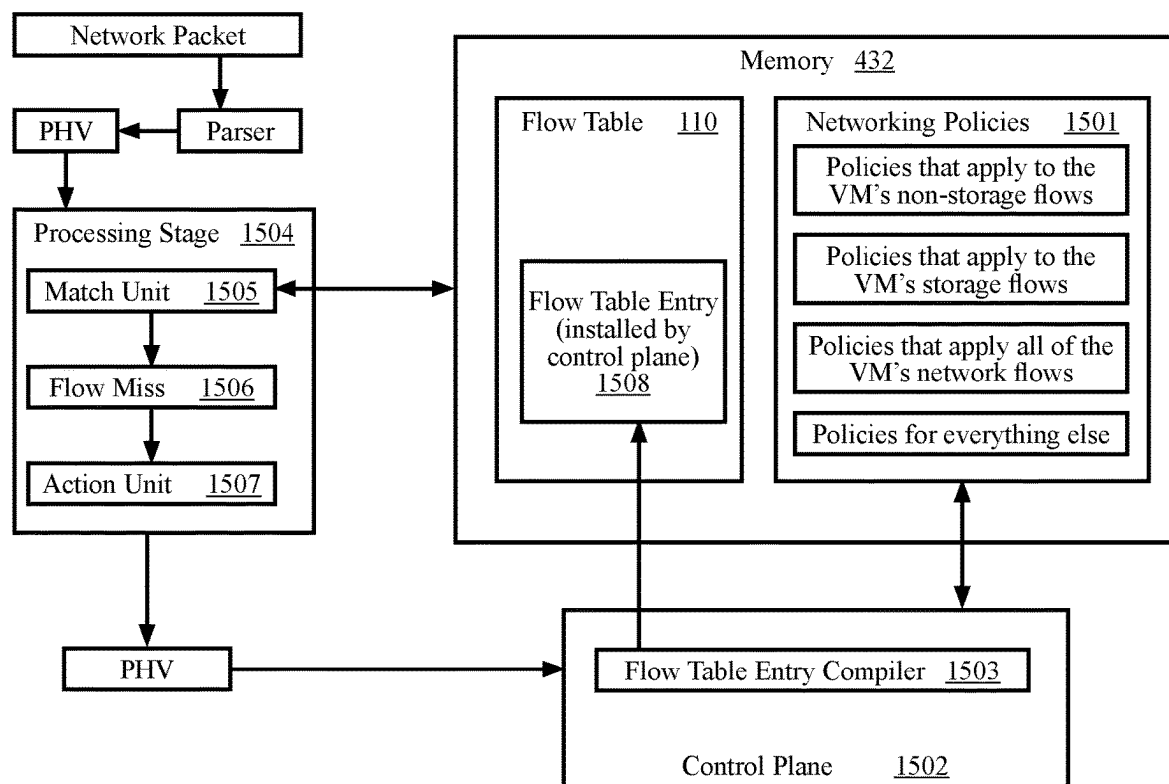 Network Packet
PHV
Parser
Processing Stage 1504
Match Unit 1505
Flow Miss 1506
Action Unit 1507
PHV
Memory 432
Flow Table 110
Flow Table Entry
(installed by
control plane)
1508
Networking Policies 1501
Policies that apply to the
VM's non-storage flows
Policies that apply to the
VM's storage flows
Policies that apply all of the
VM's network flows
Policies for everything else
Flow Table Entry Compiler 1503
Control Plane 1502